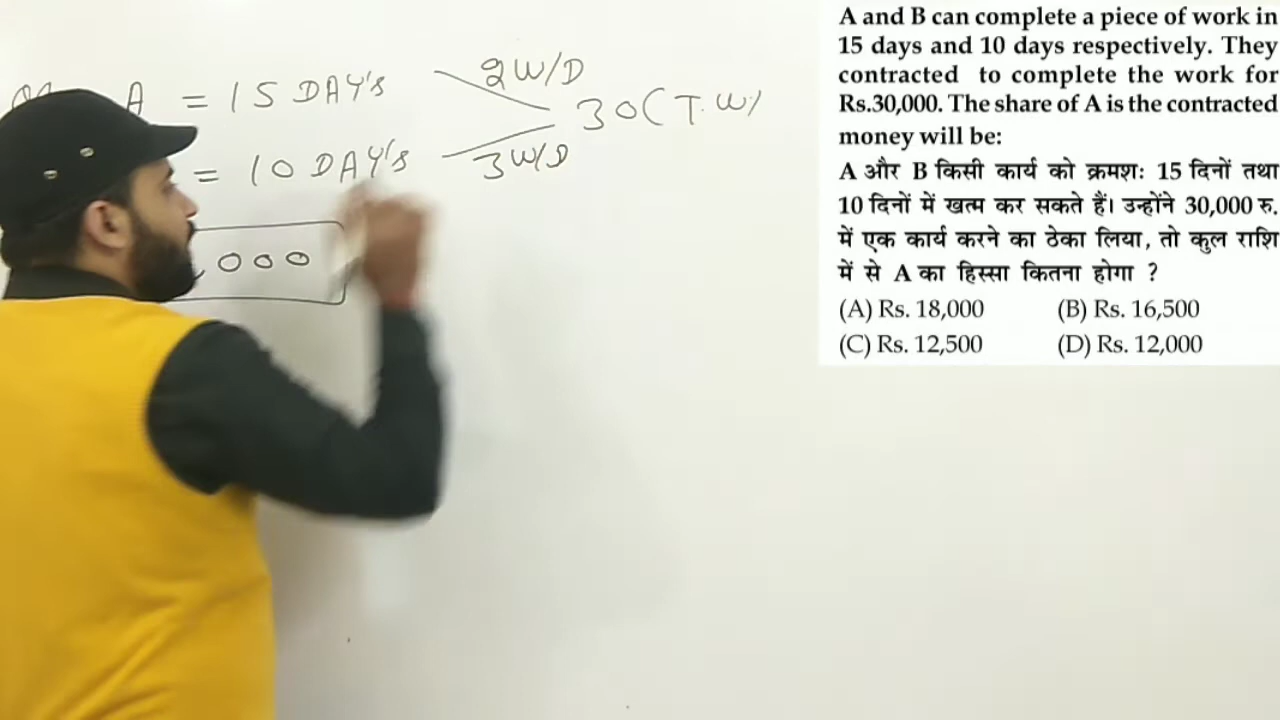 A = 15 DAY's
2 W/D
30 (T.W)
= 10 DAY's
3 W/D
,000
A and B can complete a piece of work in
15 days and 10 days respectively. They
contracted to complete the work for
Rs.30,000. The share of A is the contracted
money will be:
A और B किसी कार्य को क्रमशः 15 दिनों तथा
10 दिनों में खत्म कर सकते हैं। उन्होंने 30,000 रु.
में एक कार्य करने का ठेका लिया, तो कुल राशि
में से A का हिस्सा कितना होगा ?
(A) Rs. 18,000 (B) Rs. 16,500
(C) Rs. 12,500 (D) Rs. 12,000